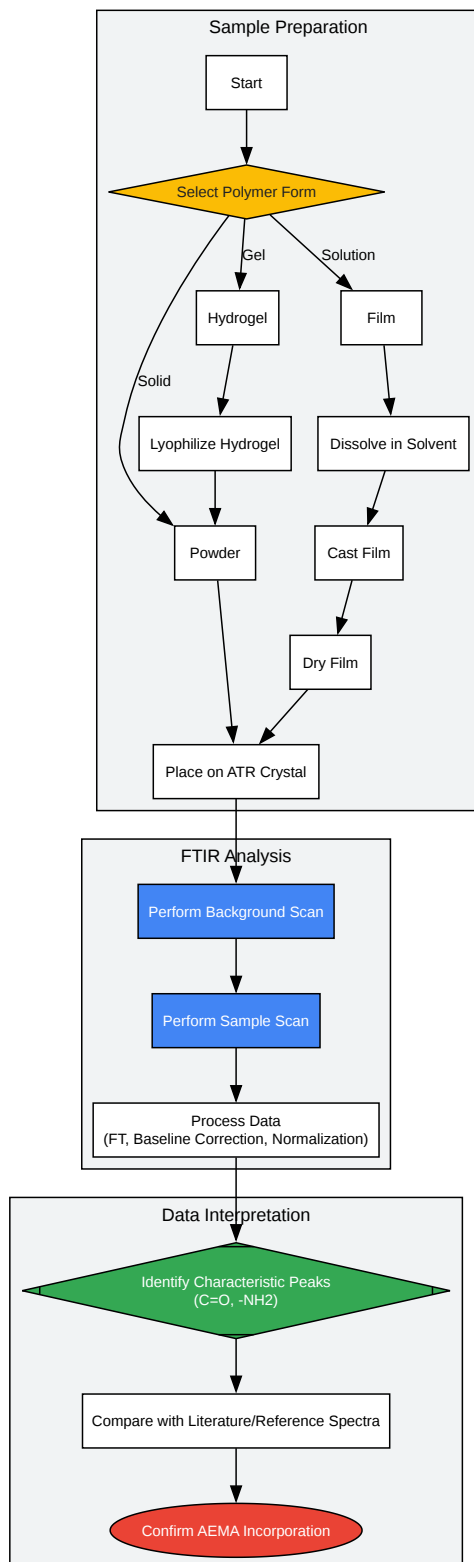 Sample Preparation
Start
Select Polymer Form
Gel
Solution
Hydrogel
Film
Solid
Lyophilize Hydrogel
Dissolve in Solvent
Powder
Cast Film
Dry Film
Place on ATR Crystal
FTIR Analysis
Perform Background Scan
Perform Sample Scan
Process Data
(FT, Baseline Correction, Normalization)
Data Interpretation
Identify Characteristic Peaks
(C=O, -NH2)
Compare with Literature/Reference Spectra
Confirm AEMA Incorporation